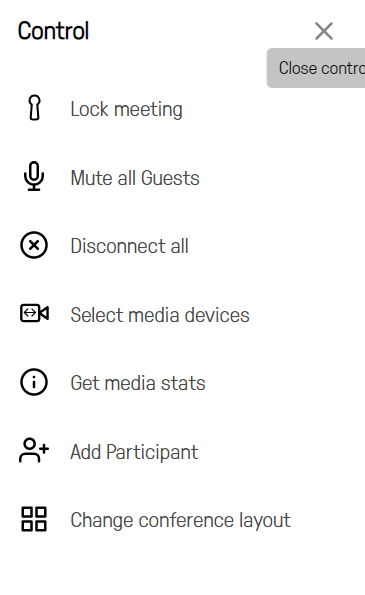 Control
Close contro
Lock meeting
Mute all Guests
Disconnect all
Select media devices
Get media stats
Add Participant
Change conference layout